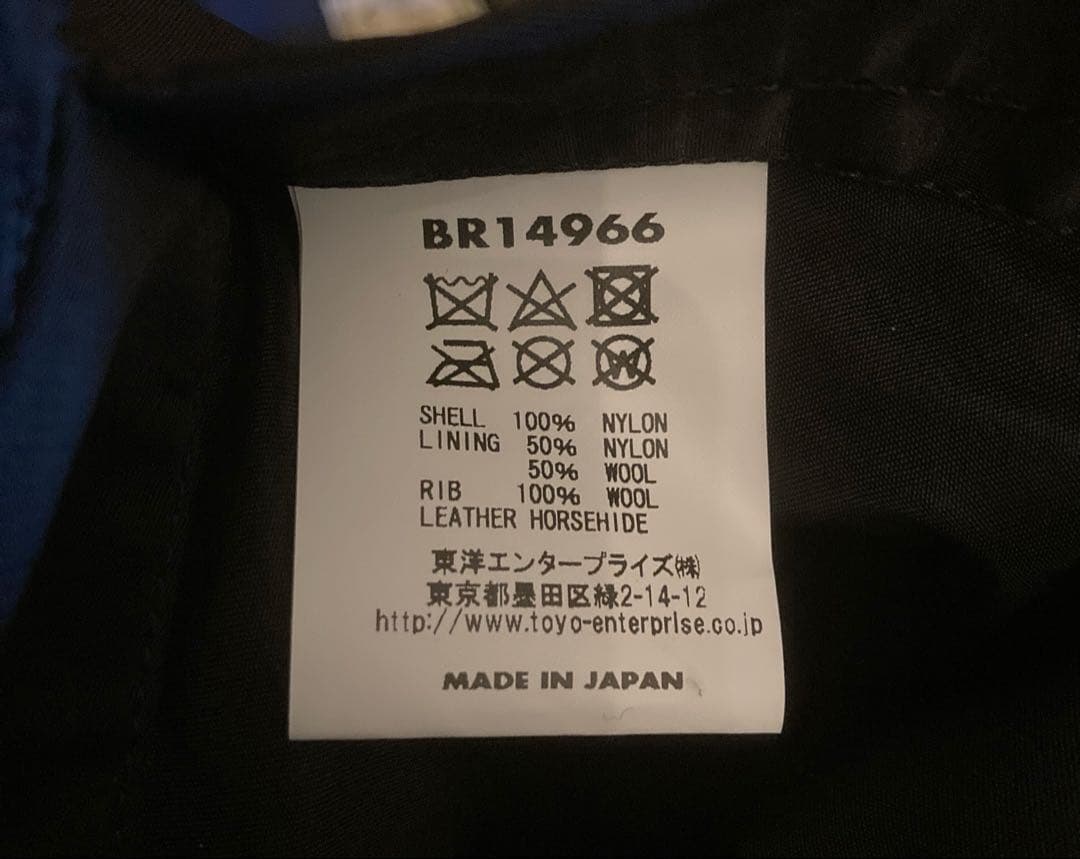 BR14966
W
SHELL 100% NYLON
LINING 50% NYLON
50% WOOL
RIB 100% WOOL
LEATHER HORSEHIDE
東洋エンタープライズ㈱
東京都墨田区緑2-14-12
http://www.toyo-enterprise.co.jp
MADE IN JAPAN